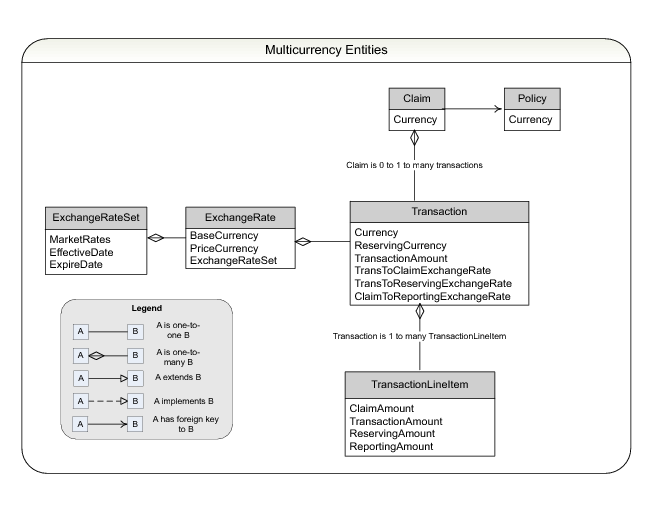 Multicurrency Entities
Claim
Currency
Policy
Currency
Claim is 0 to 1 to many transactions
ExchangeRateSet
MarketRates
EffectiveDate
ExpireDate
ExchangeRate
BaseCurrency
PriceCurrency
ExchangeRateSet
Transaction
Currency
ReservingCurrency
TransactionAmount
TransToClaimExchangeRate
TransToReservingExchangeRate
ClaimToReportingExchangeRate
Transaction is 1 to many TransactionLineItem
TransactionLineItem
ClaimAmount
TransactionAmount
ReservingAmount
ReportingAmount
Legend
A B A is one-to-
one B
A B A is one-to-
many B
A B A extends B
A B A implements B
A B A has foreign key
to B